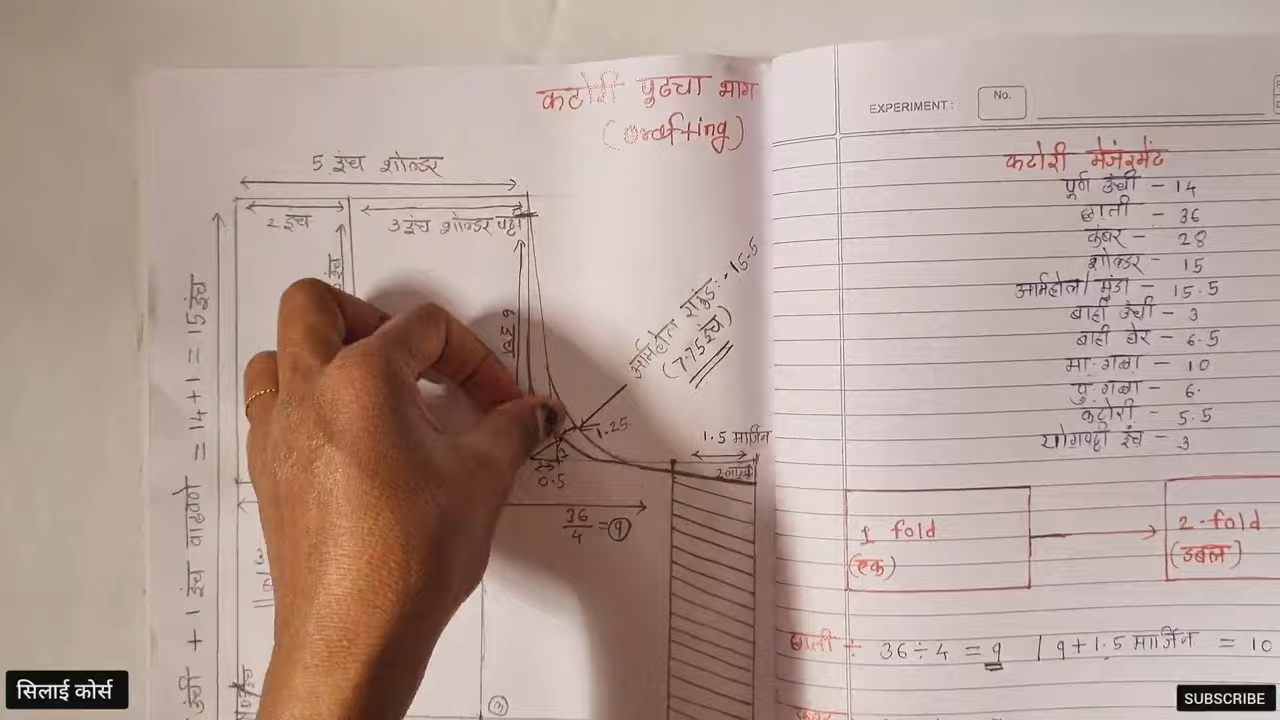 कटोरी पुढचा भाग
(Drafting)
5 इंच शोल्डर
2 इंच
3 इंच शोल्डर पट्टी
इंच
6 इंच
उंची + 1 इंच वाढवणे = 14+1 = 15 इंच
आर्महोल राऊंड:- 15.5
(7.75 इंच)
1.25
0.5
1.5 मार्जिन
36/4 = 9
EXPERIMENT:
No.
कटोरी मेजरमेंट
पूर्ण उंची - 14
छाती - 36
कंबर - 28
शोल्डर - 15
आर्महोल/मुंडा - 15.5
बाही उंची - 3
बाही घेर - 6.5
मा. गळा - 10
पु. गळा - 6.
कटोरी - 5.5
योगपट्टी इंच - 3
1 fold
(एक)
2-fold
(डबल)
छाती ÷ 36÷4 = 9 / 9+1.5 मार्जिन = 10
सिलाई कोर्स
SUBSCRIBE